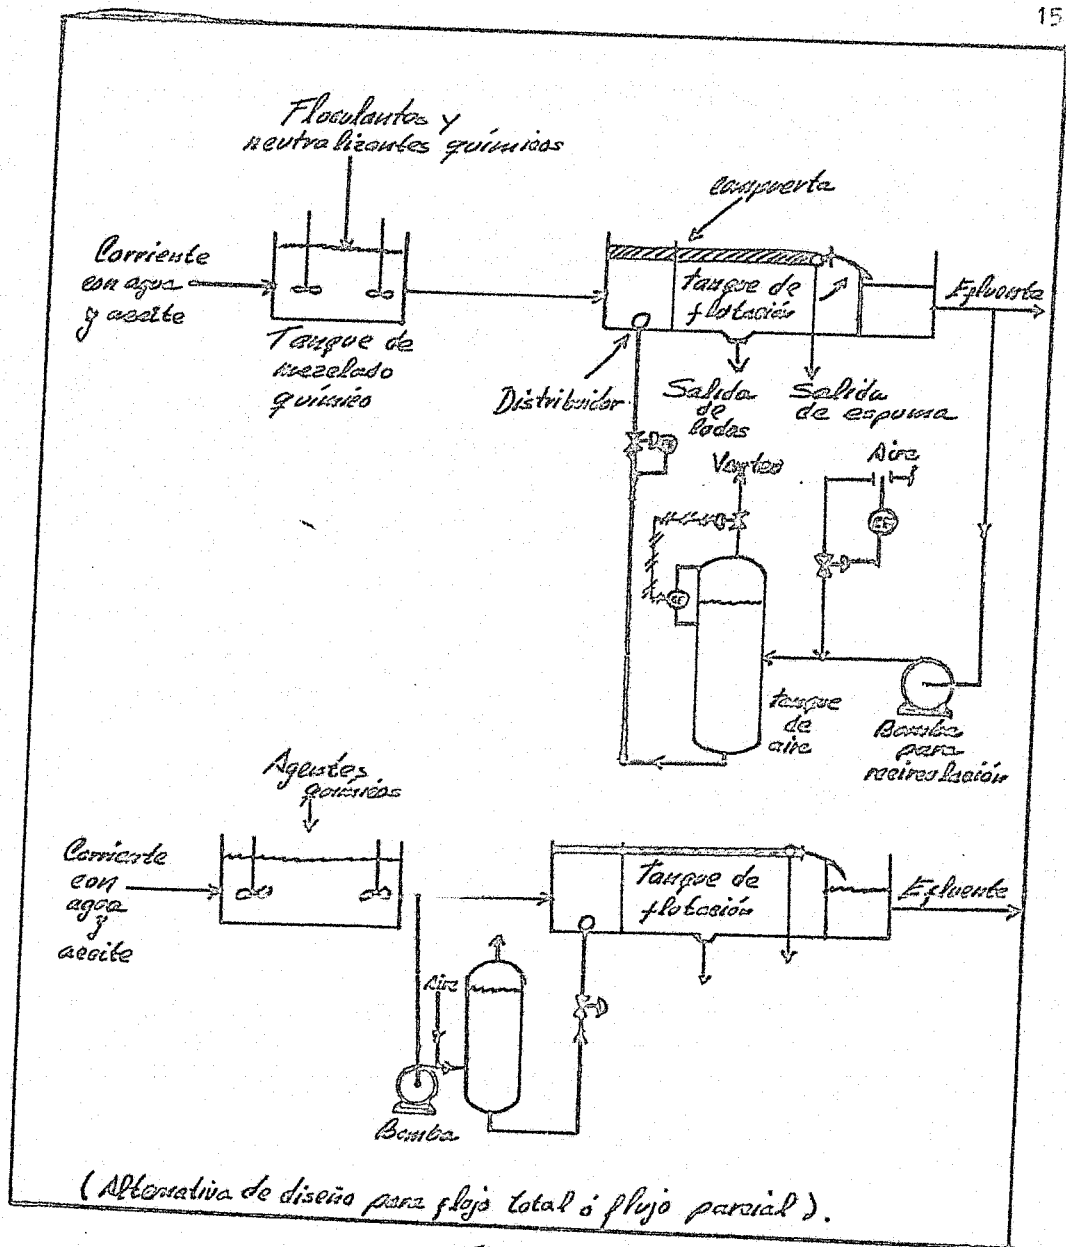 15
Floculantes y
neutralizantes químicos
compuerta
Corriente
con agua
y aceite
Tanque de
mezclado
químico
tanque de
flotación
Efluente
Distribuidor
Salida
de
lodos
Salida
de espuma
Venteo
Aire
tanque
de
aire
Bomba
para
recirculación
Agentes
químicos
Corriente
con
agua
y
aceite
Tanque de
flotación
Efluente
Aire
Bomba
(Alternativa de diseño para flujo total ó flujo parcial).